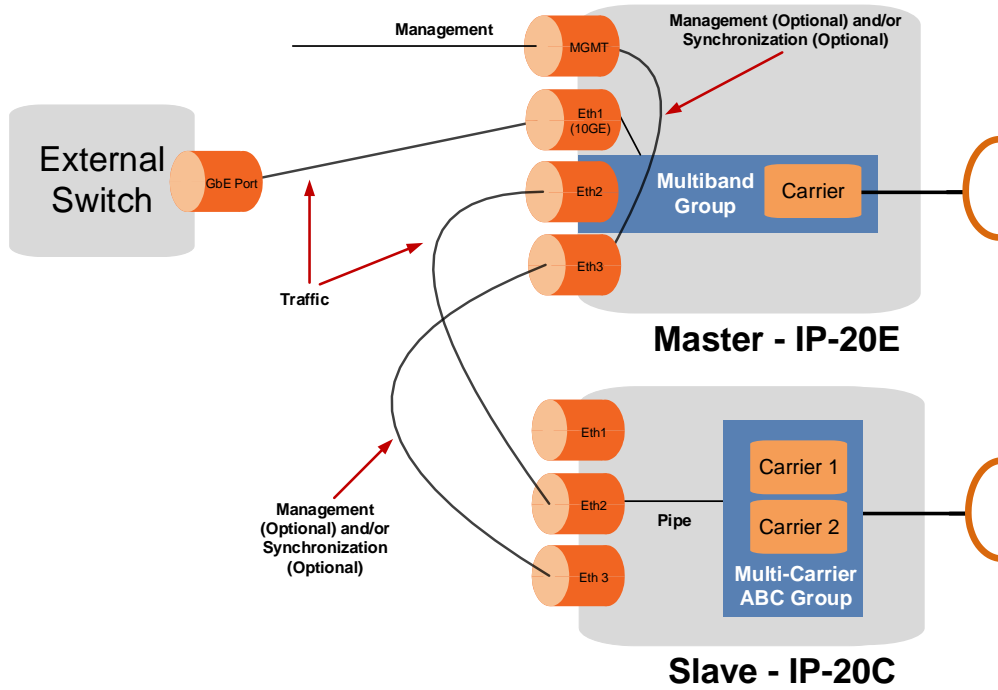 Management
MGMT
Management (Optional) and/or
Synchronization (Optional)
External
Switch
GbE Port
Eth1
(10GE)
Eth2
Eth3
Multiband
Group
Carrier
Traffic
Master - IP-20E
Eth1
Eth2
Eth 3
Pipe
Carrier 1
Carrier 2
Multi-Carrier
ABC Group
Management
(Optional) and/or
Synchronization
(Optional)
Slave - IP-20C